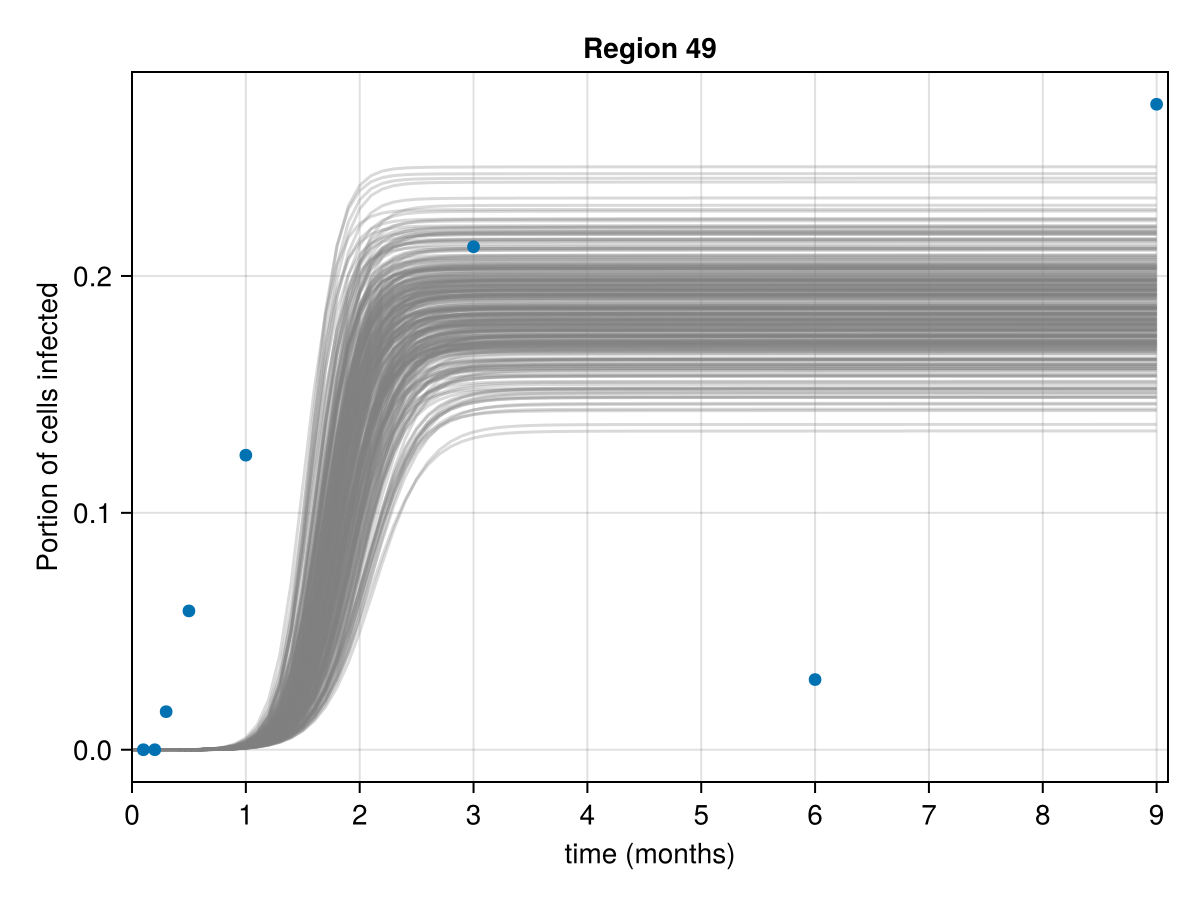 Region 49
Portion of cells infected
0.2
0.1
0.0
0 1 2 3 4 5 6 7 8 9
time (months)